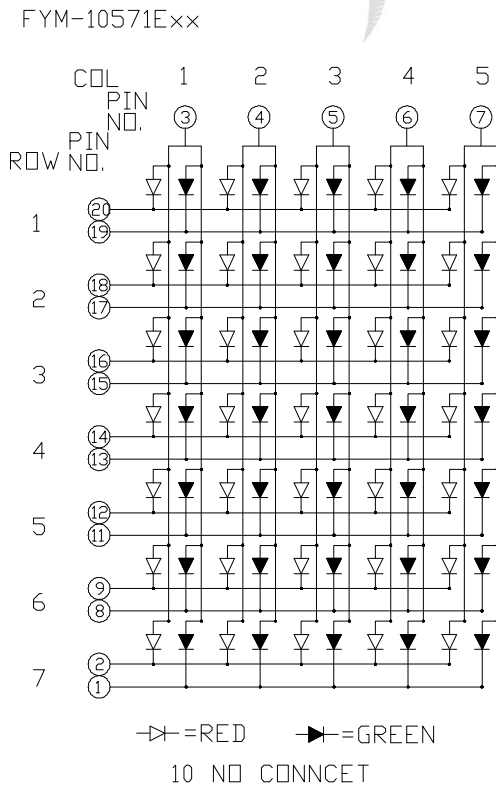 FYM-10571Exx
COL 1 2 3 4 5
PIN NO. 3 4 5 6 7
ROW PIN NO.
1 20
19
2 18
17
3 16
15
4 14
13
5 12
11
6 9
8
7 2
1
=RED =GREEN
10 NO CONNCET